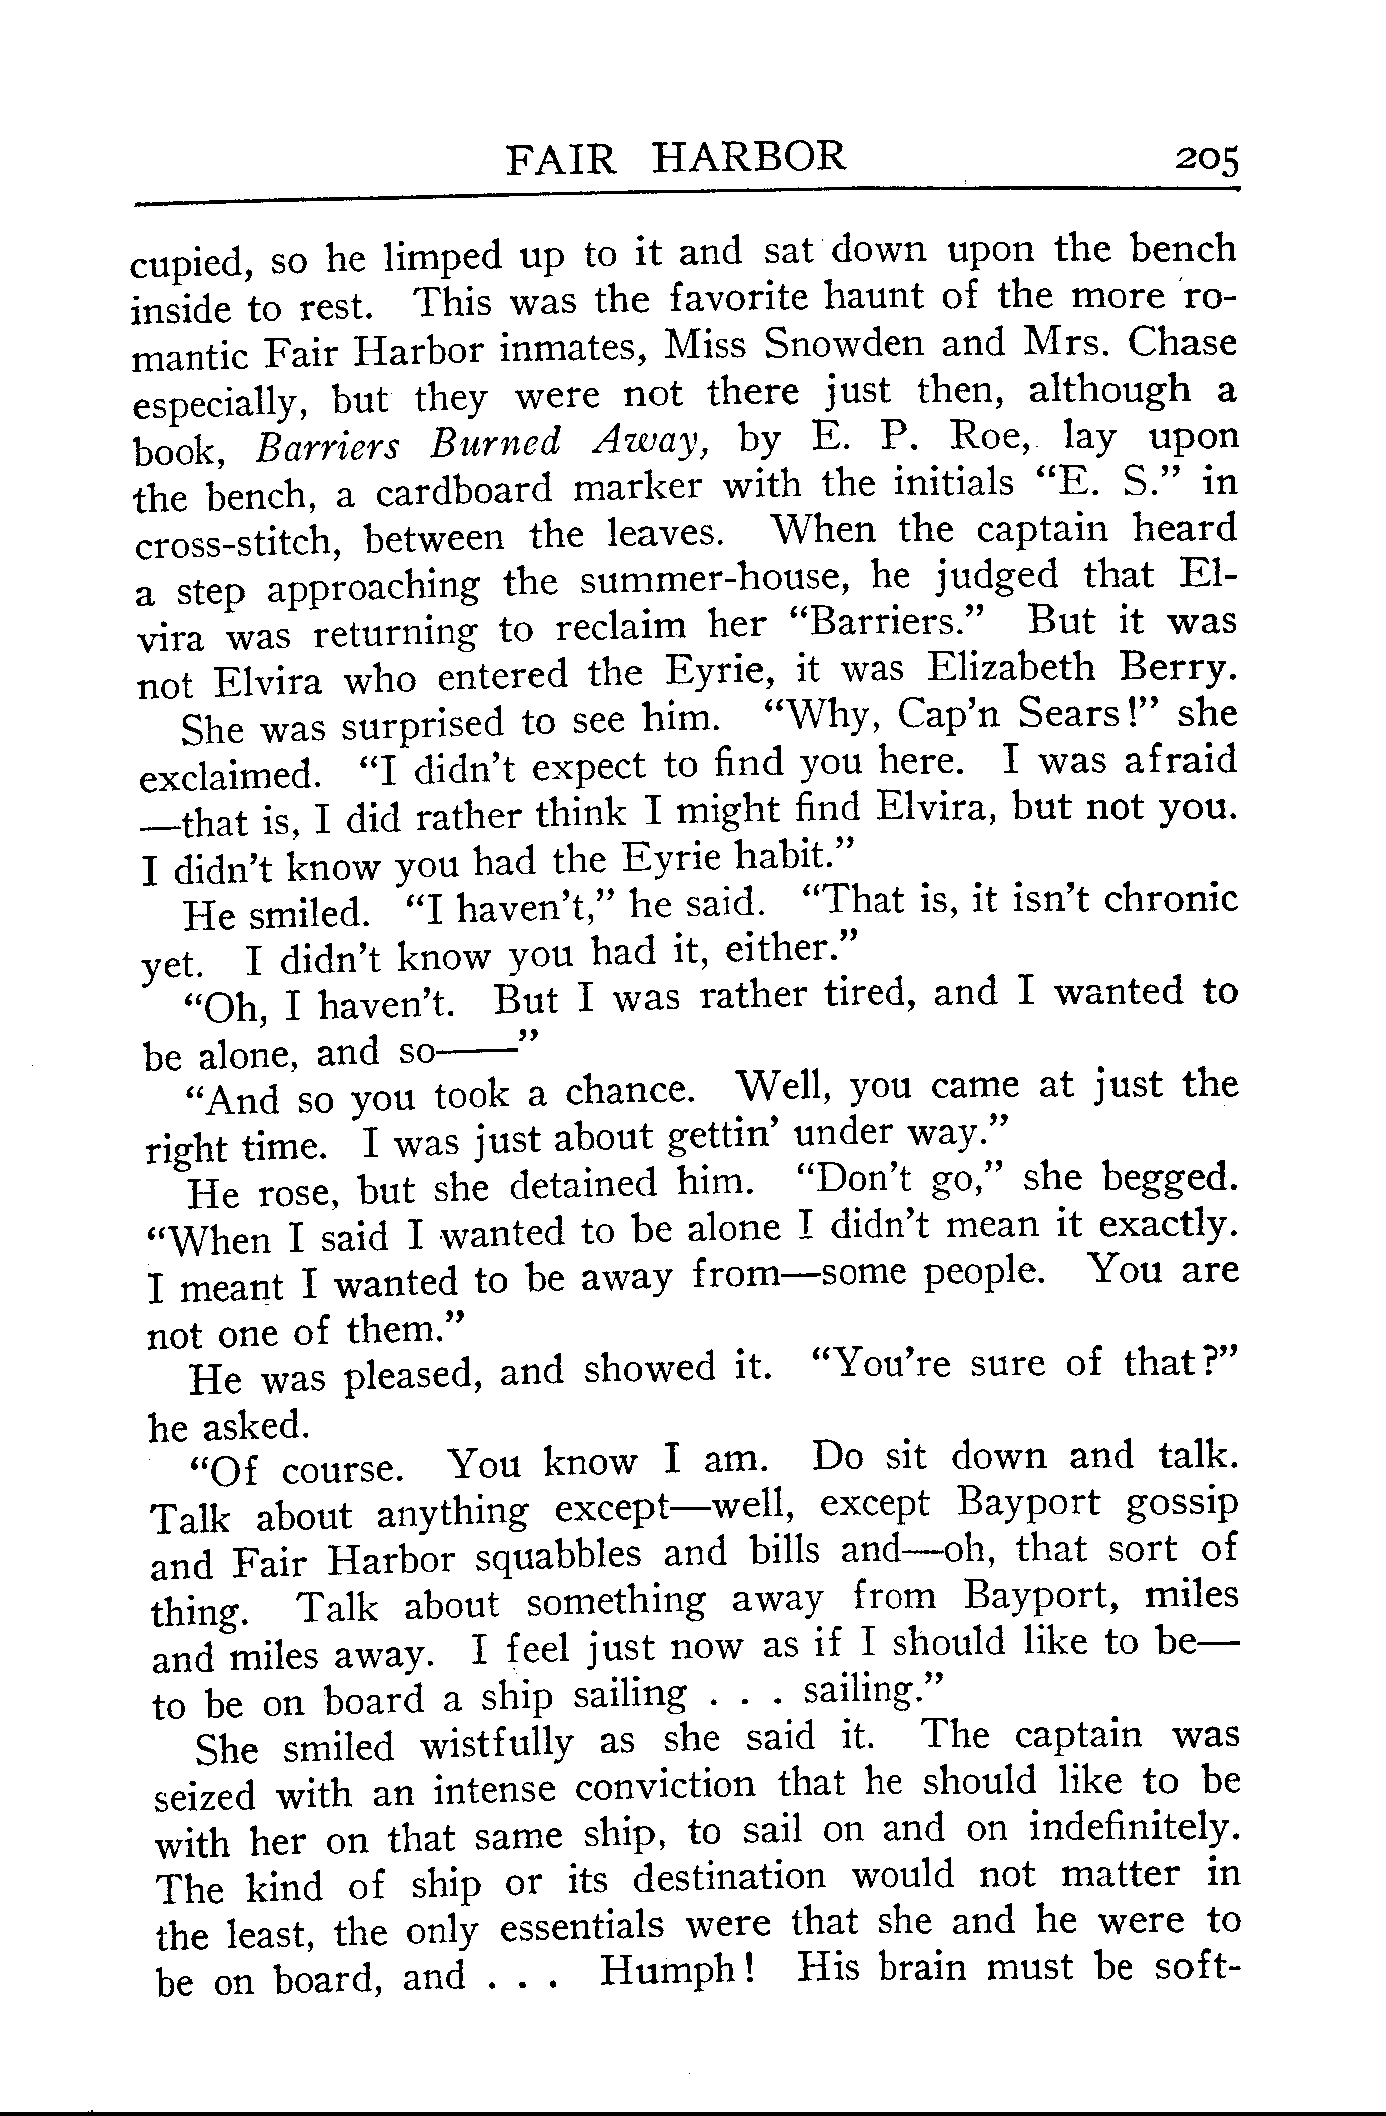 FAIR HARBOR 205
cupied, so he limped up to it and sat down upon the bench
inside to rest. This was the favorite haunt of the more ro-
mantic Fair Harbor inmates, Miss Snowden and Mrs. Chase
especially, but they were not there just then, although a
book, Barriers Burned Away, by E. P. Roe, lay upon
the bench, a cardboard marker with the initials “E. S.” in
cross-stitch, between the leaves. When the captain heard
a step approaching the summer-house, he judged that El-
vira was returning to reclaim her “Barriers.” But it was
not Elvira who entered the Eyrie, it was Elizabeth Berry.
She was surprised to see him. “Why, Cap’n Sears!” she
exclaimed. “I didn’t expect to find you here. I was afraid
—that is, I did rather think I might find Elvira, but not you.
I didn’t know you had the Eyrie habit.”
He smiled. “I haven’t,” he said. “That is, it isn’t chronic
yet. I didn’t know you had it, either.”
“Oh, I haven’t. But I was rather tired, and I wanted to
be alone, and so——”
“And so you took a chance. Well, you came at just the
right time. I was just about gettin’ under way.”
He rose, but she detained him. “Don’t go,” she begged.
“When I said I wanted to be alone I didn’t mean it exactly.
I meant I wanted to be away from—some people. You are
not one of them.”
He was pleased, and showed it. “You’re sure of that?”
he asked.
“Of course. You know I am. Do sit down and talk.
Talk about anything except—well, except Bayport gossip
and Fair Harbor squabbles and bills and—oh, that sort of
thing. Talk about something away from Bayport, miles
and miles away. I feel just now as if I should like to be—
to be on board a ship sailing . . . sailing.”
She smiled wistfully as she said it. The captain was
seized with an intense conviction that he should like to be
with her on that same ship, to sail on and on indefinitely.
The kind of ship or its destination would not matter in
the least, the only essentials were that she and he were to
be on board, and . . . Humph! His brain must be soft-